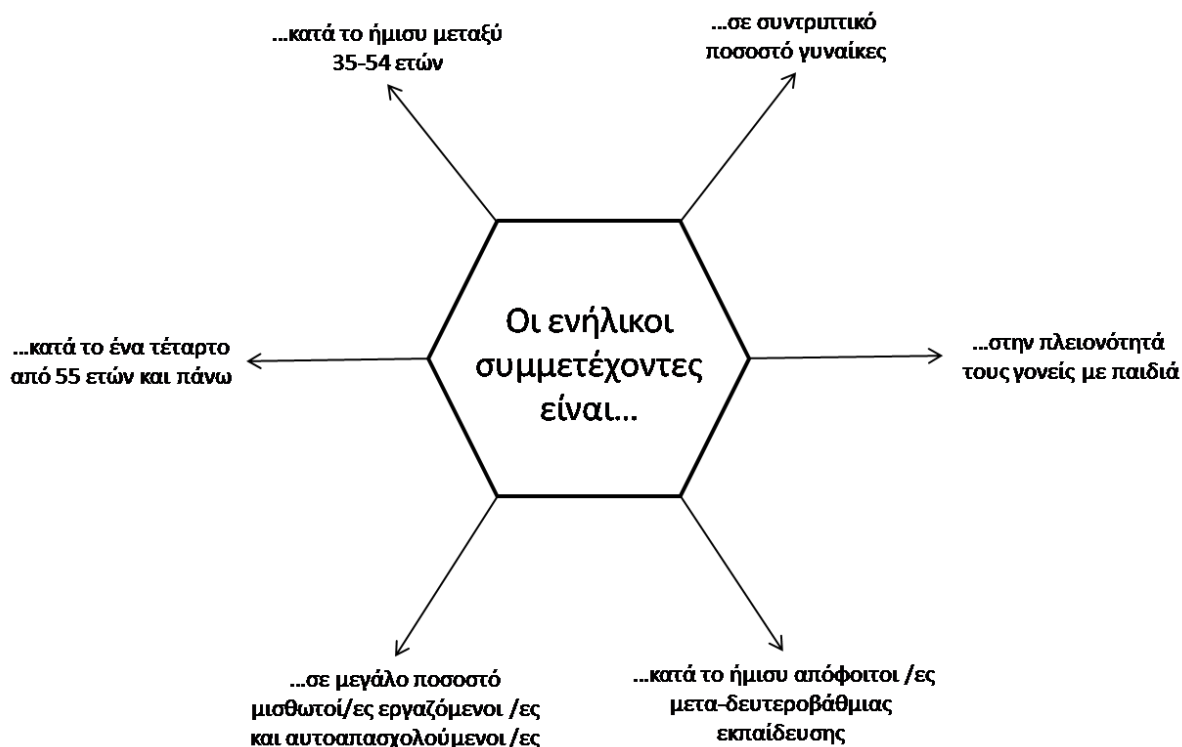 ...κατά το ήμισυ μεταξύ
35-54 ετών
...σε συντριπτικό
ποσοστό γυναίκες
Οι ενήλικοι
συμμετέχοντες
είναι...
...κατά το ένα τέταρτο
από 55 ετών και πάνω
...στην πλειονότητά
τους γονείς με παιδιά
...σε μεγάλο ποσοστό
μισθωτοί/ες εργαζόμενοι /ες
και αυτοαπασχολούμενοι /ες
...κατά το ήμισυ απόφοιτοι /ες
μετα-δευτεροβάθμιας
εκπαίδευσης